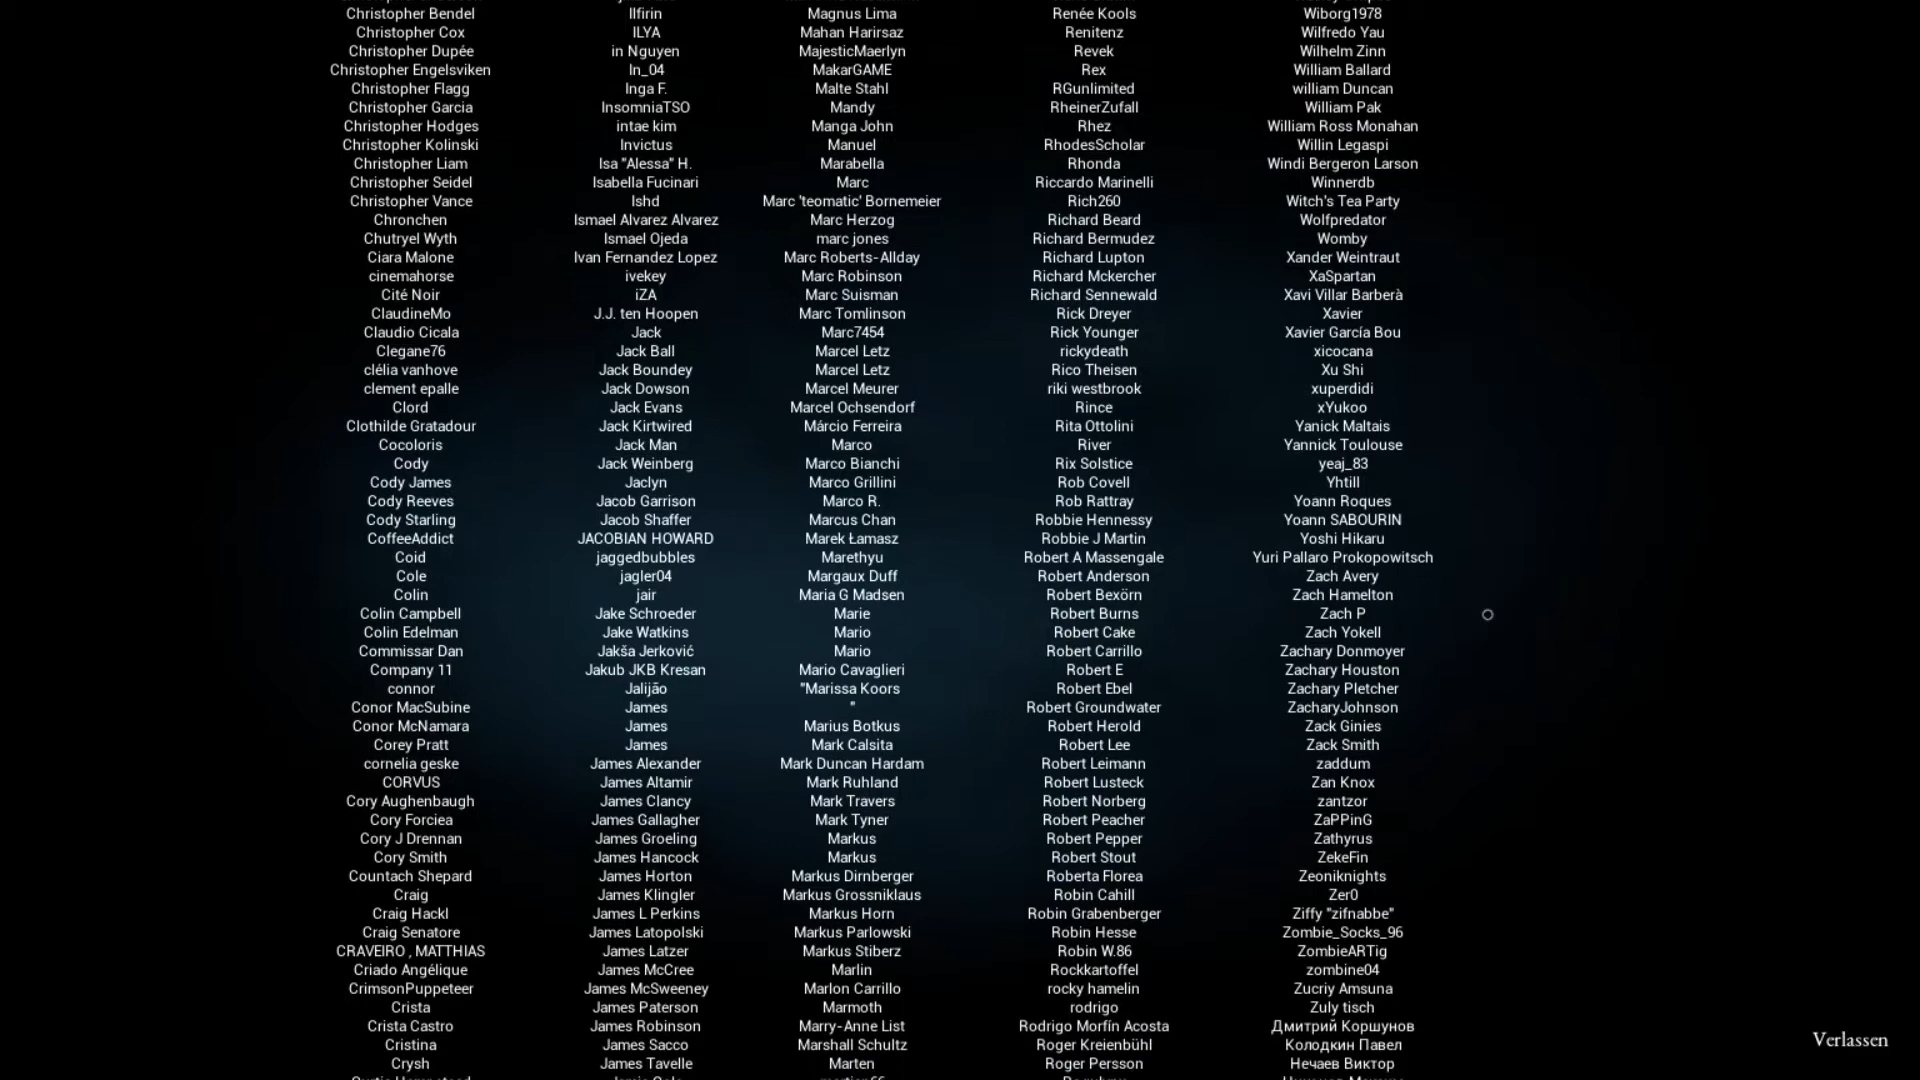 Christopher Bendel
Christopher Cox
Christopher Dupée
Christopher Engelsviken
Christopher Flagg
Christopher Garcia
Christopher Hodges
Christopher Kolinski
Christopher Liam
Christopher Seidel
Christopher Vance
Chronchen
Chutryel Wyth
Ciara Malone
cinemahorse
Cité Noir
ClaudineMo
Claudio Cicala
Clegane76
clélia vanhove
clement epalle
Clord
Clothilde Gratadour
Cocoloris
Cody
Cody James
Cody Reeves
Cody Starling
CoffeeAddict
Coid
Cole
Colin
Colin Campbell
Colin Edelman
Commissar Dan
Company 11
connor
Conor MacSubine
Conor McNamara
Corey Pratt
cornelia geske
CORVUS
Cory Aughenbaugh
Cory Forciea
Cory J Drennan
Cory Smith
Countach Shepard
Craig
Craig Hackl
Craig Senatore
CRAVEIRO , MATTHIAS
Criado Angélique
CrimsonPuppeteer
Crista
Crista Castro
Cristina
Crysh
Ilfirin
ILYA
in Nguyen
In_04
Inga F.
InsomniaTSO
intae kim
Invictus
Isa "Alessa" H.
Isabella Fucinari
Ishd
Ismael Alvarez Alvarez
Ismael Ojeda
Ivan Fernandez Lopez
ivekey
iZA
J.J. ten Hoopen
Jack
Jack Ball
Jack Boundey
Jack Dowson
Jack Evans
Jack Kirtwired
Jack Man
Jack Weinberg
Jaclyn
Jacob Garrison
Jacob Shaffer
JACOBIAN HOWARD
jaggedbubbles
jagler04
jair
Jake Schroeder
Jake Watkins
Jakša Jerković
Jakub JKB Kresan
Jalijão
James
James
James
James Alexander
James Altamir
James Clancy
James Gallagher
James Groeling
James Hancock
James Horton
James Klingler
James L Perkins
James Latopolski
James Latzer
James McCree
James McSweeney
James Paterson
James Robinson
James Sacco
James Tavelle
Magnus Lima
Mahan Harirsaz
MajesticMaerlyn
MakarGAME
Malte Stahl
Mandy
Manga John
Manuel
Marabella
Marc
Marc 'teomatic' Bornemeier
Marc Herzog
marc jones
Marc Roberts-Allday
Marc Robinson
Marc Suisman
Marc Tomlinson
Marc7454
Marcel Letz
Marcel Letz
Marcel Meurer
Marcel Ochsendorf
Márcio Ferreira
Marco
Marco Bianchi
Marco Grillini
Marco R.
Marcus Chan
Marek Łamasz
Marethyu
Margaux Duff
Maria G Madsen
Marie
Mario
Mario
Mario Cavaglieri
"Marissa Koors
"
Marius Botkus
Mark Calsita
Mark Duncan Hardam
Mark Ruhland
Mark Travers
Mark Tyner
Markus
Markus
Markus Dirnberger
Markus Grossniklaus
Markus Horn
Markus Parlowski
Markus Stiberz
Marlin
Marlon Carrillo
Marmoth
Marry-Anne List
Marshall Schultz
Marten
Renée Kools
Renitenz
Revek
Rex
RGunlimited
RheinerZufall
Rhez
RhodesScholar
Rhonda
Riccardo Marinelli
Rich260
Richard Beard
Richard Bermudez
Richard Lupton
Richard Mckercher
Richard Sennewald
Rick Dreyer
Rick Younger
rickydeath
Rico Theisen
riki westbrook
Rince
Rita Ottolini
River
Rix Solstice
Rob Covell
Rob Rattray
Robbie Hennessy
Robbie J Martin
Robert A Massengale
Robert Anderson
Robert Bexörn
Robert Burns
Robert Cake
Robert Carrillo
Robert E
Robert Ebel
Robert Groundwater
Robert Herold
Robert Lee
Robert Leimann
Robert Lusteck
Robert Norberg
Robert Peacher
Robert Pepper
Robert Stout
Roberta Florea
Robin Cahill
Robin Grabenberger
Robin Hesse
Robin W.86
Rockkartoffel
rocky hamelin
rodrigo
Rodrigo Morfín Acosta
Roger Kreienbühl
Roger Persson
Wiborg1978
Wilfredo Yau
Wilhelm Zinn
William Ballard
william Duncan
William Pak
William Ross Monahan
Willin Legaspi
Windi Bergeron Larson
Winnerdb
Witch's Tea Party
Wolfpredator
Womby
Xander Weintraut
XaSpartan
Xavi Villar Barberà
Xavier
Xavier García Bou
xicocana
Xu Shi
xuperdidi
xYukoo
Yanick Maltais
Yannick Toulouse
yeaj_83
Yhtill
Yoann Roques
Yoann SABOURIN
Yoshi Hikaru
Yuri Pallaro Prokopowitsch
Zach Avery
Zach Hamelton
Zach P
Zach Yokell
Zachary Donmoyer
Zachary Houston
Zachary Pletcher
ZacharyJohnson
Zack Ginies
Zack Smith
zaddum
Zan Knox
zantzor
ZaPPinG
Zathyrus
ZekeFin
Zeoniknights
Zer0
Ziffy "zifnabbe"
Zombie_Socks_96
ZombieARTig
zombine04
Zucriy Amsuna
Zuly tisch
Дмитрий Коршунов
Колодкин Павел
Нечаев Виктор
Verlassen